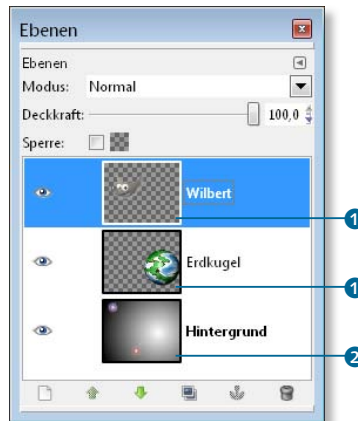 Ebenen
Ebenen
Modus: Normal
Deckkraft: 100,0
Sperre:
Wilbert
1
Erdkugel
1
Hintergrund
2